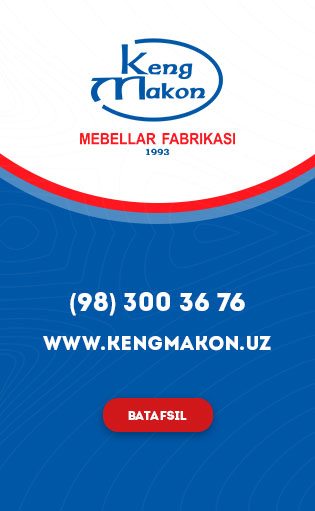 Keng
Makon
MEBELLAR FABRIKASI
1993
(98) 300 36 76
WWW.KENGMAKON.UZ
BATAFSIL